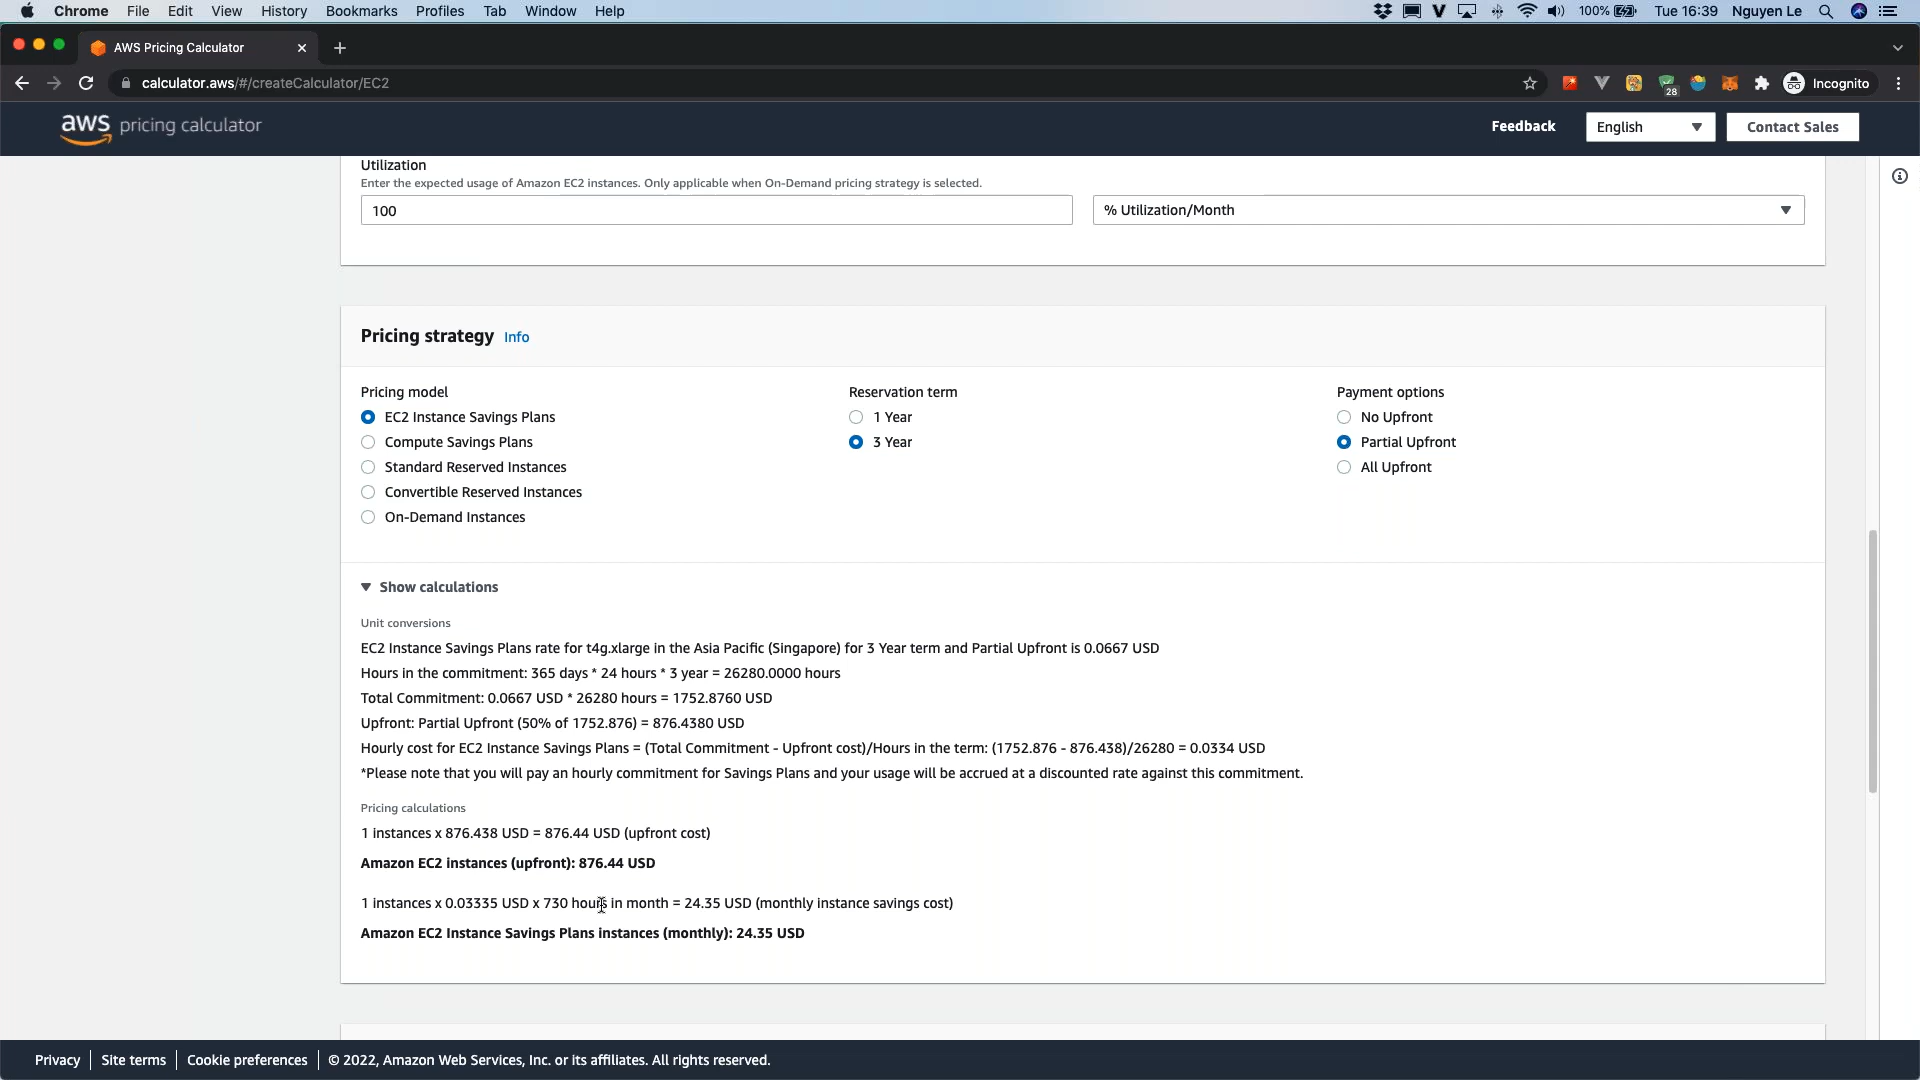 Chrome File Edit View History Bookmarks Profiles Tab Window Help 100% Tue 16:39 Nguyen Le
AWS Pricing Calculator
calculator.aws/#/createCalculator/EC2 28 Incognito
aws pricing calculator Feedback English Contact Sales
Utilization
Enter the expected usage of Amazon EC2 instances. Only applicable when On-Demand pricing strategy is selected.
100 % Utilization/Month
Pricing strategy Info
Pricing model Reservation term Payment options
EC2 Instance Savings Plans 1 Year No Upfront
Compute Savings Plans 3 Year Partial Upfront
Standard Reserved Instances All Upfront
Convertible Reserved Instances
On-Demand Instances
Show calculations
Unit conversions
EC2 Instance Savings Plans rate for t4g.xlarge in the Asia Pacific (Singapore) for 3 Year term and Partial Upfront is 0.0667 USD
Hours in the commitment: 365 days * 24 hours * 3 year = 26280.0000 hours
Total Commitment: 0.0667 USD * 26280 hours = 1752.8760 USD
Upfront: Partial Upfront (50% of 1752.876) = 876.4380 USD
Hourly cost for EC2 Instance Savings Plans = (Total Commitment - Upfront cost)/Hours in the term: (1752.876 - 876.438)/26280 = 0.0334 USD
*Please note that you will pay an hourly commitment for Savings Plans and your usage will be accrued at a discounted rate against this commitment.
Pricing calculations
1 instances x 876.438 USD = 876.44 USD (upfront cost)
Amazon EC2 instances (upfront): 876.44 USD
1 instances x 0.03335 USD x 730 hours in month = 24.35 USD (monthly instance savings cost)
Amazon EC2 Instance Savings Plans instances (monthly): 24.35 USD
Privacy Site terms Cookie preferences © 2022, Amazon Web Services, Inc. or its affiliates. All rights reserved.